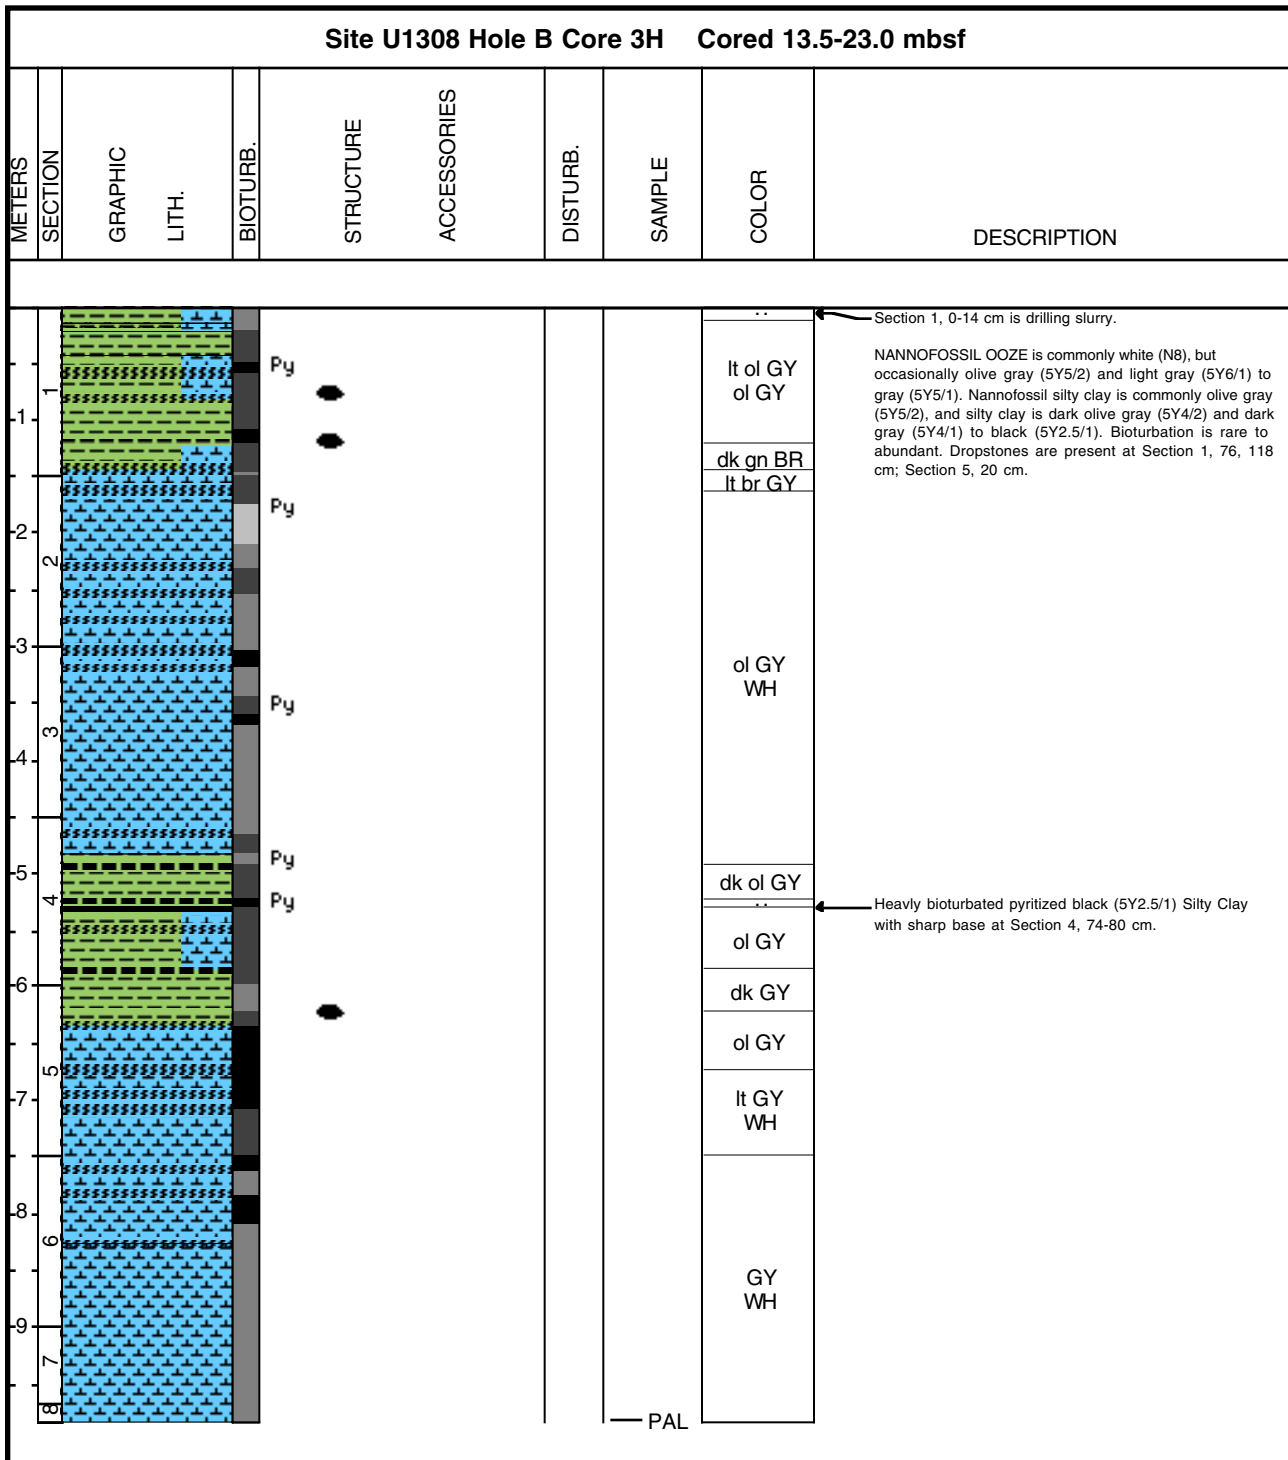 Site U1308 Hole B Core 3H Cored 13.5-23.0 mbsf
METERS
SECTION
GRAPHIC
LITH.
BIOTURB.
STRUCTURE
ACCESSORIES
DISTURB.
SAMPLE
COLOR
DESCRIPTION
Section 1, 0-14 cm is drilling slurry.
NANNOFOSSIL OOZE is commonly white (N8), but
occasionally olive gray (5Y5/2) and light gray (5Y6/1) to
gray (5Y5/1). Nannofossil silty clay is commonly olive gray
(5Y5/2), and silty clay is dark olive gray (5Y4/2) and dark
gray (5Y4/1) to black (5Y2.5/1). Bioturbation is rare to
abundant. Dropstones are present at Section 1, 76, 118
cm; Section 5, 20 cm.
Py
lt ol GY
ol GY
1
1
dk gn BR
lt br GY
Py
2
2
3
ol GY
WH
Py
3
4
Py
5
dk ol GY
4
Py
Heavly bioturbated pyritized black (5Y2.5/1) Silty Clay
with sharp base at Section 4, 74-80 cm.
ol GY
6
dk GY
ol GY
5
7
lt GY
WH
8
6
GY
WH
9
7
8
PAL